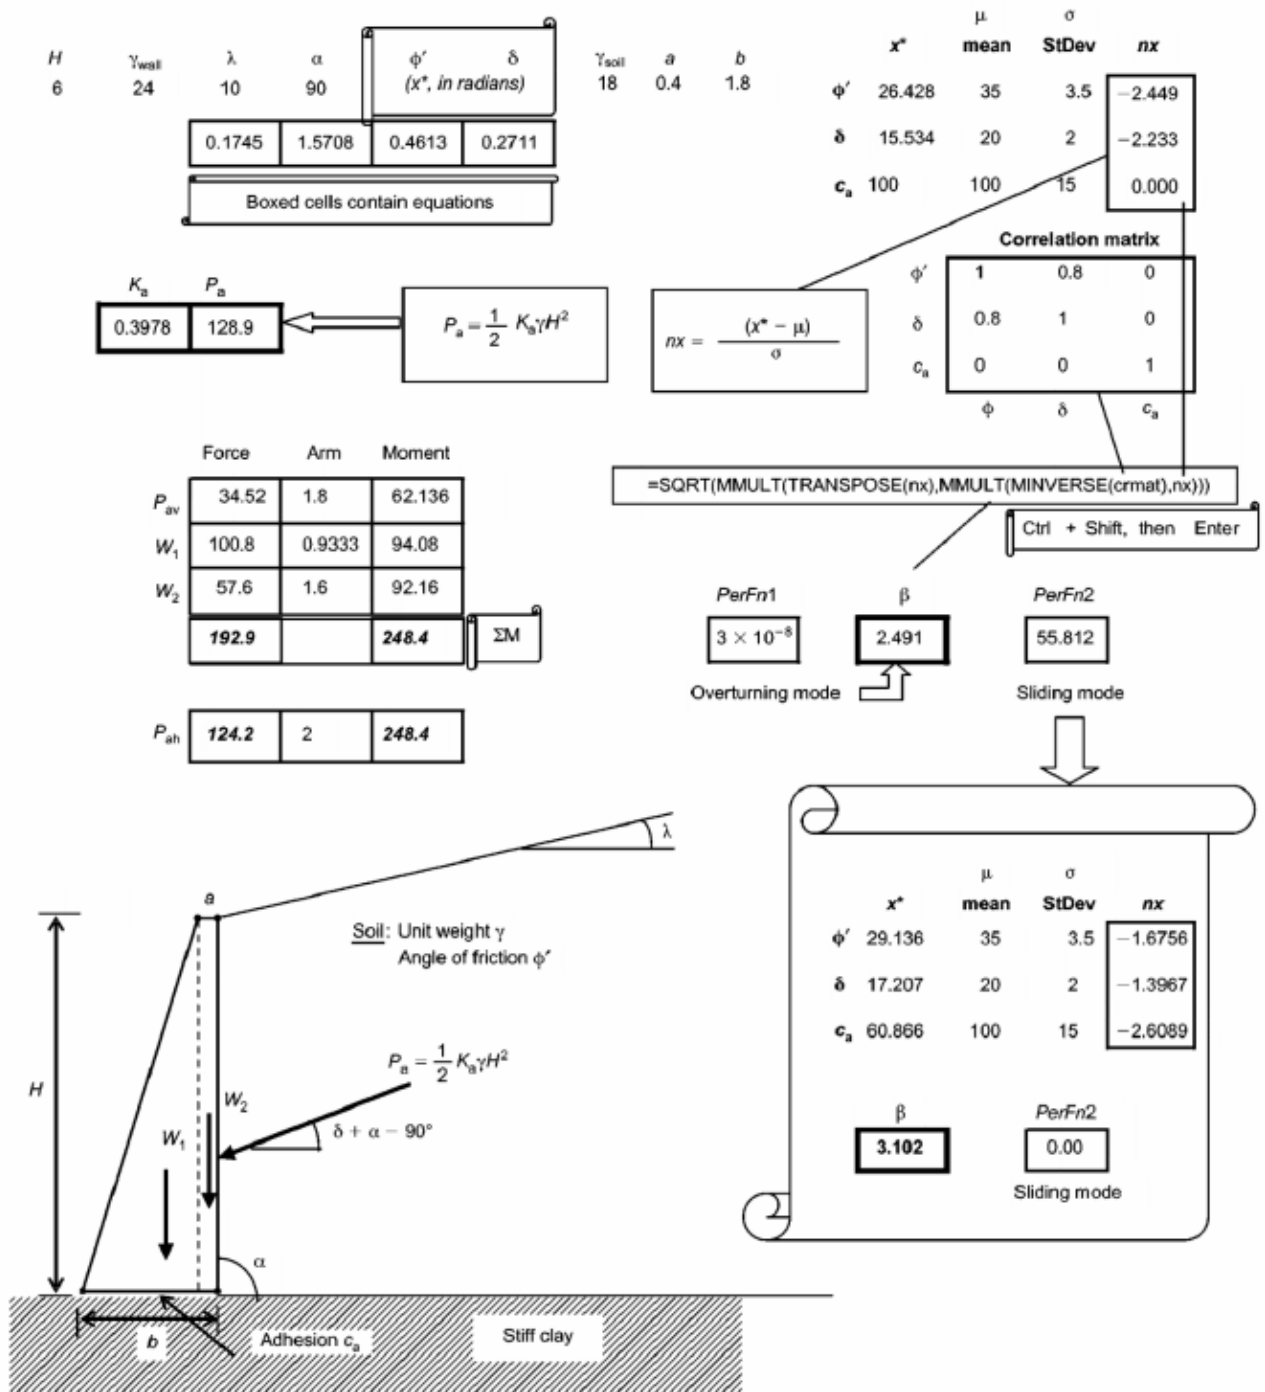 H γwall λ α φ′ δ γsoil a b
6 24 10 90 (x*, in radians) 18 0.4 1.8
0.1745 1.5708 0.4613 0.2711
Boxed cells contain equations
μ σ
x* mean StDev nx
φ′ 26.428 35 3.5 −2.449
δ 15.534 20 2 −2.233
ca 100 100 15 0.000
Correlation matrix
φ′ 1 0.8 0
δ 0.8 1 0
ca 0 0 1
φ δ ca
Ka Pa
0.3978 128.9
Pa = 1/2 KaγH²
nx = (x* − μ)/σ
Force Arm Moment
Pav 34.52 1.8 62.136
W1 100.8 0.9333 94.08
W2 57.6 1.6 92.16
192.9 248.4 ΣM
Pah 124.2 2 248.4
=SQRT(MMULT(TRANSPOSE(nx),MMULT(MINVERSE(crmat),nx)))
Ctrl + Shift, then Enter
PerFn1 β PerFn2
3 × 10⁻⁸ 2.491 55.812
Overturning mode Sliding mode
μ σ
x* mean StDev nx
φ′ 29.136 35 3.5 −1.6756
δ 17.207 20 2 −1.3967
ca 60.866 100 15 −2.6089
β PerFn2
3.102 0.00
Sliding mode
λ
a
Soil: Unit weight γ
Angle of friction φ′
Pa = 1/2 KaγH²
H
W2
δ + α − 90°
W1
α
b
Adhesion ca
Stiff clay